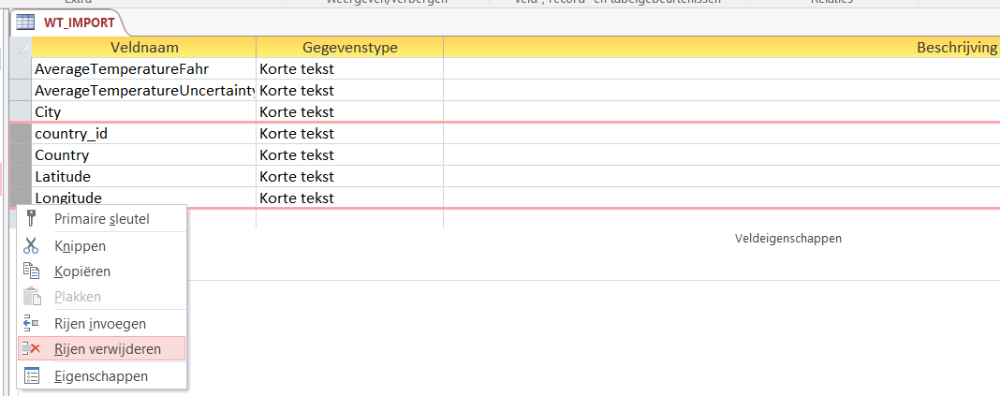 Extra Weergeven/verbergen Veld-, record- en tabelgebeurtenissen Relaties
WT_IMPORT
Veldnaam Gegevenstype Beschrijving
AverageTemperatureFahr Korte tekst
AverageTemperatureUncertainty Korte tekst
City Korte tekst
country_id Korte tekst
Country Korte tekst
Latitude Korte tekst
Longitude Korte tekst
Primaire sleutel
Knippen
Kopiëren
Plakken
Rijen invoegen
Rijen verwijderen
Eigenschappen
Veldeigenschappen